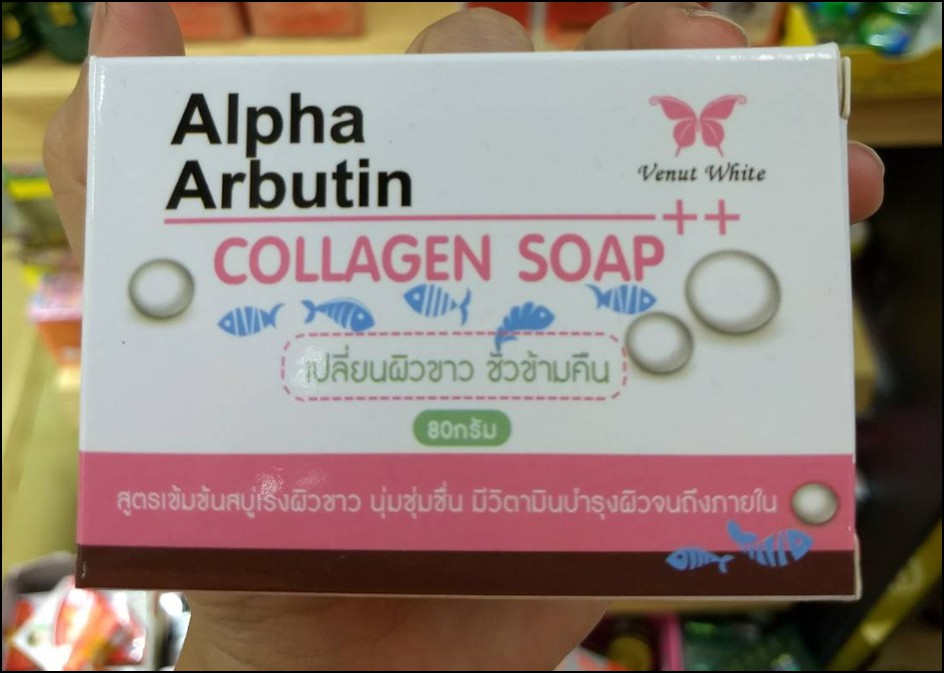 Alpha
Arbutin
Venut White
++
COLLAGEN SOAP
เปลี่ยนผิวขาว ชั่วข้ามคืน
80กรัม
สูตรเข้มข้นสบู่เร่งผิวขาว นุ่มชุ่มชื่น มีวิตามินบำรุงผิวจนถึงภายใน